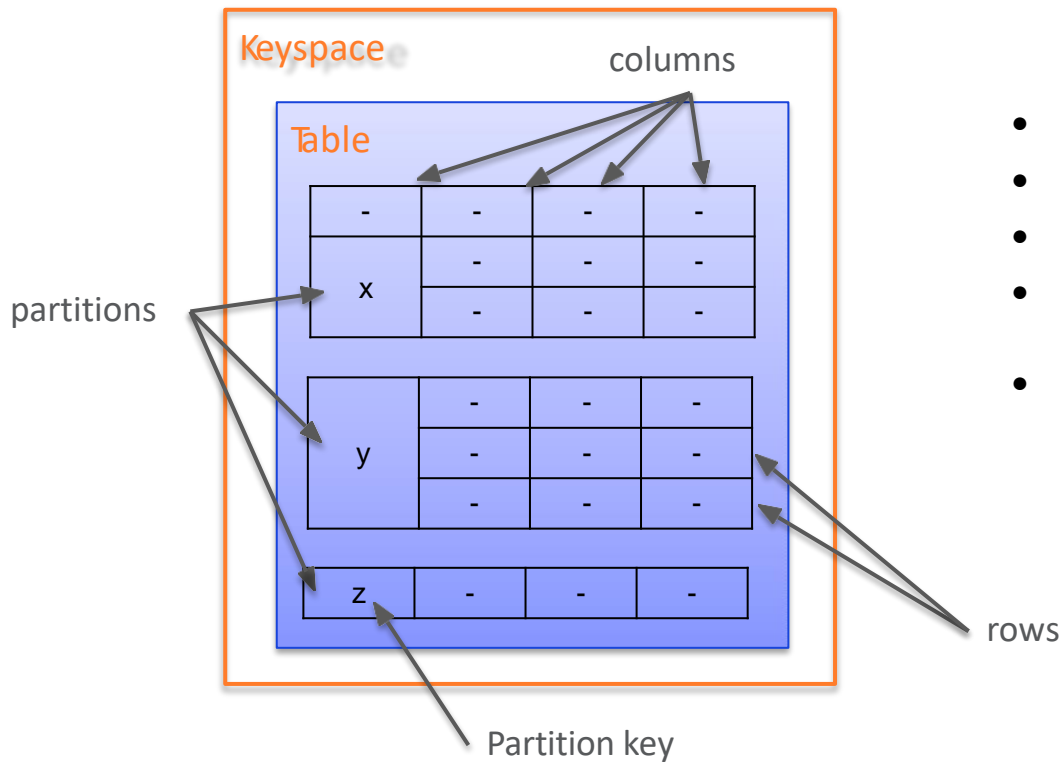 Keyspace
columns
Table
- - - -
x - - -
- - -
partitions
y - - -
- - -
- - -
z - - -
rows
Partition key
•
•
•
•
•